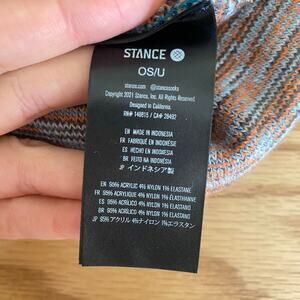 STANCE
OS/U
stance.com @stancesocks
Copyright 2021 Stance, Inc. All Rights Reserved.
Designed in California.
RN# 140815 / CA# 28492
EN MADE IN INDONESIA
FR FABRIQUÉ EN INDONÉSIE
ES HECHO EN INDONESIA
BR FEITO NA INDONÉSIA
JP インドネシア製
EN 95% ACRYLIC 4% NYLON 1% ELASTANE
FR 95% ACRYLIQUE 4% NYLON 1% ÉLASTHANNE
ES 95% ACRÍLICO 4% NYLON 1% ELASTANO
BR 95% ACRÍLICO 4% NYLON 1% ELASTANO
JP 95%アクリル 4%ナイロン 1%エラスタン